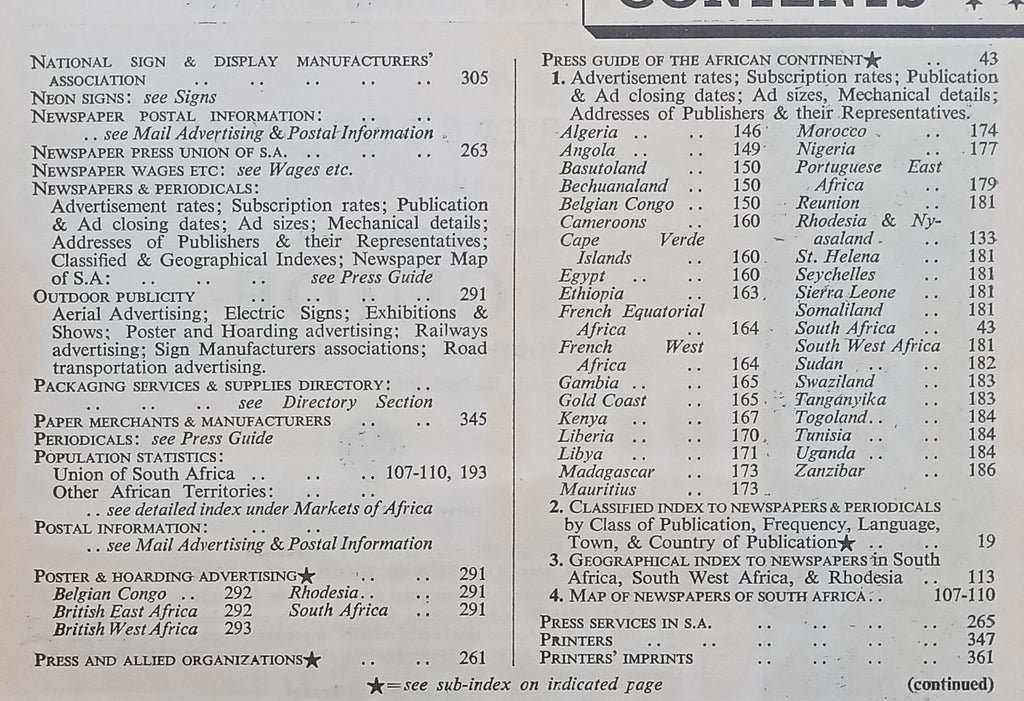 CONTENTS ★ ★
NATIONAL SIGN & DISPLAY MANUFACTURERS'
ASSOCIATION .. .. .. .. .. 305
NEON SIGNS: see Signs
NEWSPAPER POSTAL INFORMATION: .. ..
.. see Mail Advertising & Postal Information
NEWSPAPER PRESS UNION OF S.A. .. .. .. 263
NEWSPAPER WAGES ETC: see Wages etc.
NEWSPAPERS & PERIODICALS:
Advertisement rates; Subscription rates; Publication
& Ad closing dates; Ad sizes; Mechanical details;
Addresses of Publishers & their Representatives;
Classified & Geographical Indexes; Newspaper Map
of S.A: .. .. .. see Press Guide
OUTDOOR PUBLICITY .. .. .. .. 291
Aerial Advertising; Electric Signs; Exhibitions &
Shows; Poster and Hoarding advertising; Railways
advertising; Sign Manufacturers associations; Road
transportation advertising.
PACKAGING SERVICES & SUPPLIES DIRECTORY: ..
.. .. .. .. see Directory Section
PAPER MERCHANTS & MANUFACTURERS .. .. 345
PERIODICALS: see Press Guide
POPULATION STATISTICS:
Union of South Africa .. .. .. 107-110, 193
Other African Territories: .. ..
.. see detailed index under Markets of Africa
POSTAL INFORMATION: .. ..
.. see Mail Advertising & Postal Information
POSTER & HOARDING ADVERTISING★ .. .. 291
Belgian Congo .. 292 Rhodesia.. .. 291
British East Africa 292 South Africa .. 291
British West Africa 293
PRESS AND ALLIED ORGANIZATIONS★ .. .. 261
PRESS GUIDE OF THE AFRICAN CONTINENT★ .. 43
1. Advertisement rates; Subscription rates; Publication
& Ad closing dates; Ad sizes, Mechanical details;
Addresses of Publishers & their Representatives.
Algeria .. .. 146 Morocco .. 174
Angola .. .. 149 Nigeria .. 177
Basutoland .. 150 Portuguese East
Bechuanaland .. 150 Africa .. 179
Belgian Congo .. 150 Reunion .. 181
Cameroons .. 160 Rhodesia & Ny-
Cape Verde asaland .. 133
Islands .. 160 St. Helena .. 181
Egypt .. .. 160 Seychelles .. 181
Ethiopia .. 163 Sierra Leone .. 181
French Equatorial Somaliland .. 181
Africa .. 164 South Africa .. 43
French West South West Africa 181
Africa .. 164 Sudan .. .. 182
Gambia .. .. 165 Swaziland .. 183
Gold Coast .. 165 Tanganyika .. 183
Kenya .. .. 167 Togoland.. .. 184
Liberia .. .. 170 Tunisia .. .. 184
Libya .. .. 171 Uganda .. .. 184
Madagascar .. 173 Zanzibar .. 186
Mauritius .. 173
2. CLASSIFIED INDEX TO NEWSPAPERS & PERIODICALS
by Class of Publication, Frequency, Language,
Town, & Country of Publication★ .. .. 19
3. GEOGRAPHICAL INDEX TO NEWSPAPERS in South
Africa, South West Africa, & Rhodesia .. 113
4. MAP OF NEWSPAPERS OF SOUTH AFRICA.. 107-110
PRESS SERVICES IN S.A. .. .. .. .. 265
PRINTERS .. .. .. .. .. .. 347
PRINTERS' IMPRINTS .. .. .. .. 361
★=see sub-index on indicated page
(continued)